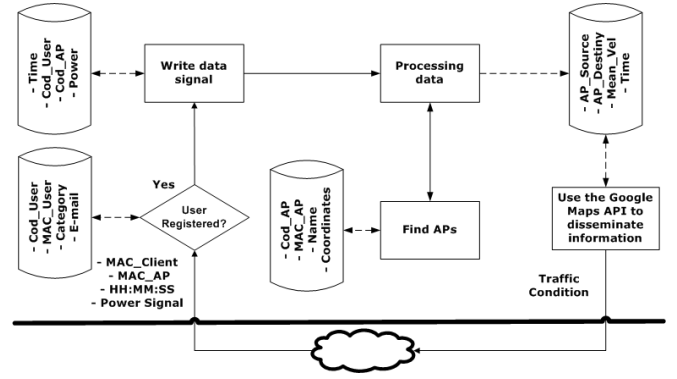 - Time
- Cod_User
- Cod_AP
- Power
Write data
signal
Processing
data
- AP_Source
- AP_Destiny
- Mean_Vel
- Time
- Cod_User
- MAC_User
- Category
- E-mail
Yes
User
Registered?
- Cod_AP
- MAC_AP
- Name
- Coordinates
Find APs
Use the Google
Maps API to
disseminate
information
- MAC_Client
- MAC_AP
- HH:MM:SS
- Power Signal
Traffic
Condition